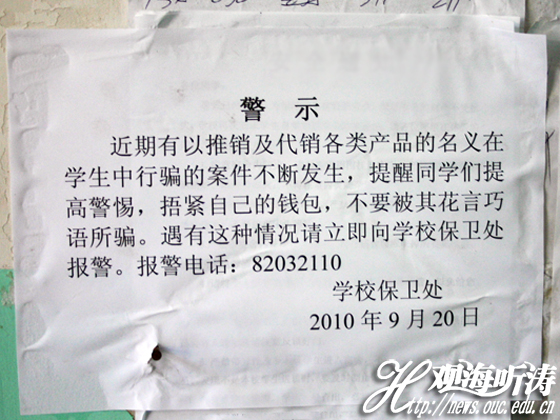 警 示
近期有以推销及代销各类产品的名义在
学生中行骗的案件不断发生，提醒同学们提
高警惕，捂紧自己的钱包，不要被其花言巧
语所骗。遇有这种情况请立即向学校保卫处
报警。报警电话：82032110
学校保卫处
2010 年 9 月 20 日
观海听涛
http://news.ouc.edu.cn